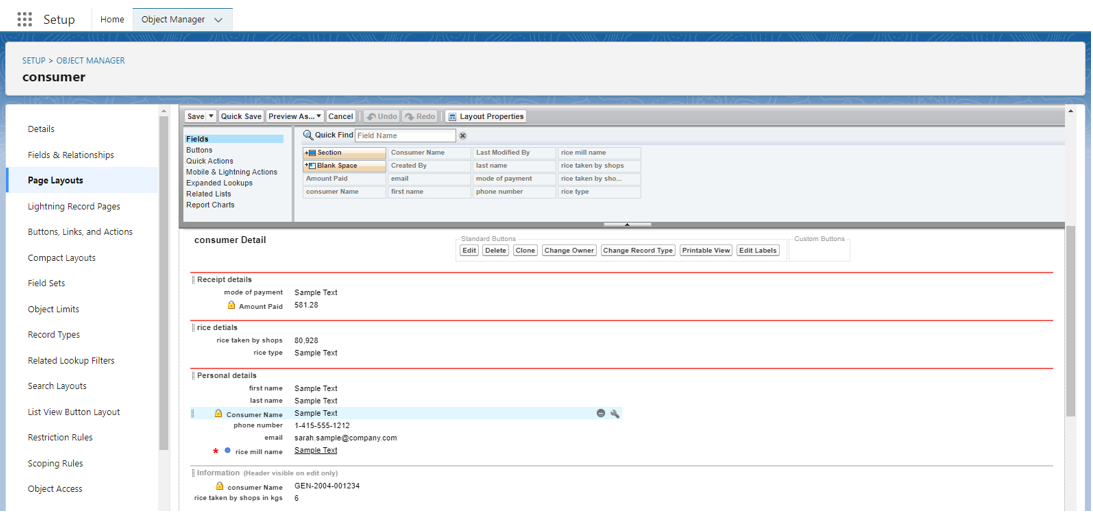 Setup Home Object Manager
SETUP > OBJECT MANAGER
consumer
Details
Fields & Relationships
Page Layouts
Lightning Record Pages
Buttons, Links, and Actions
Compact Layouts
Field Sets
Object Limits
Record Types
Related Lookup Filters
Search Layouts
List View Button Layout
Restriction Rules
Scoping Rules
Object Access
Save Quick Save Preview As... Cancel Undo Redo Layout Properties
Fields
Buttons
Quick Actions
Mobile & Lightning Actions
Expanded Lookups
Related Lists
Report Charts
Quick Find Field Name
Section Consumer Name Last Modified By rice mill name
Blank Space Created By last name rice taken by shops
Amount Paid email mode of payment rice taken by sho...
consumer Name first name phone number rice type
consumer Detail
Standard Buttons
Edit Delete Clone Change Owner Change Record Type Printable View Edit Labels
Custom Buttons
Receipt details
mode of payment Sample Text
Amount Paid 581.28
rice detials
rice taken by shops 80,928
rice type Sample Text
Personal details
first name Sample Text
last name Sample Text
Consumer Name Sample Text
phone number 1-415-555-1212
email sarah.sample@company.com
* rice mill name Sample Text
Information (Header visible on edit only)
consumer Name GEN-2004-001234
rice taken by shops in kgs 6